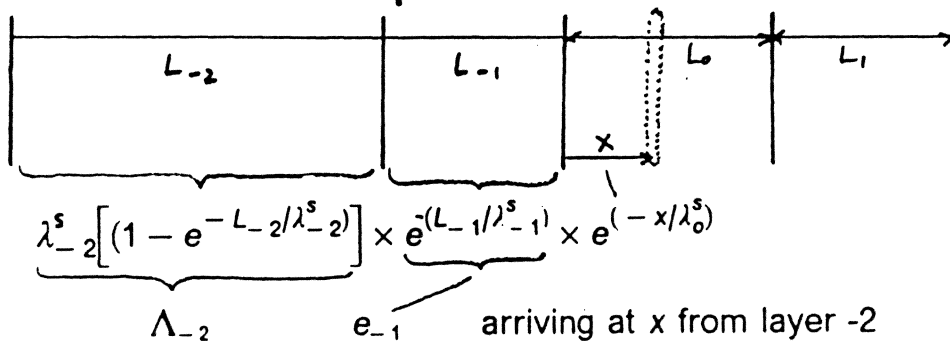 L₋₂ L₋₁ L₀ L₁
x
λˢ₋₂[(1 − e^(−L₋₂/λˢ₋₂)] × e^(−(L₋₁/λˢ₋₁)) × e^((−x/λˢ₀))
Λ₋₂ e₋₁ arriving at x from layer -2